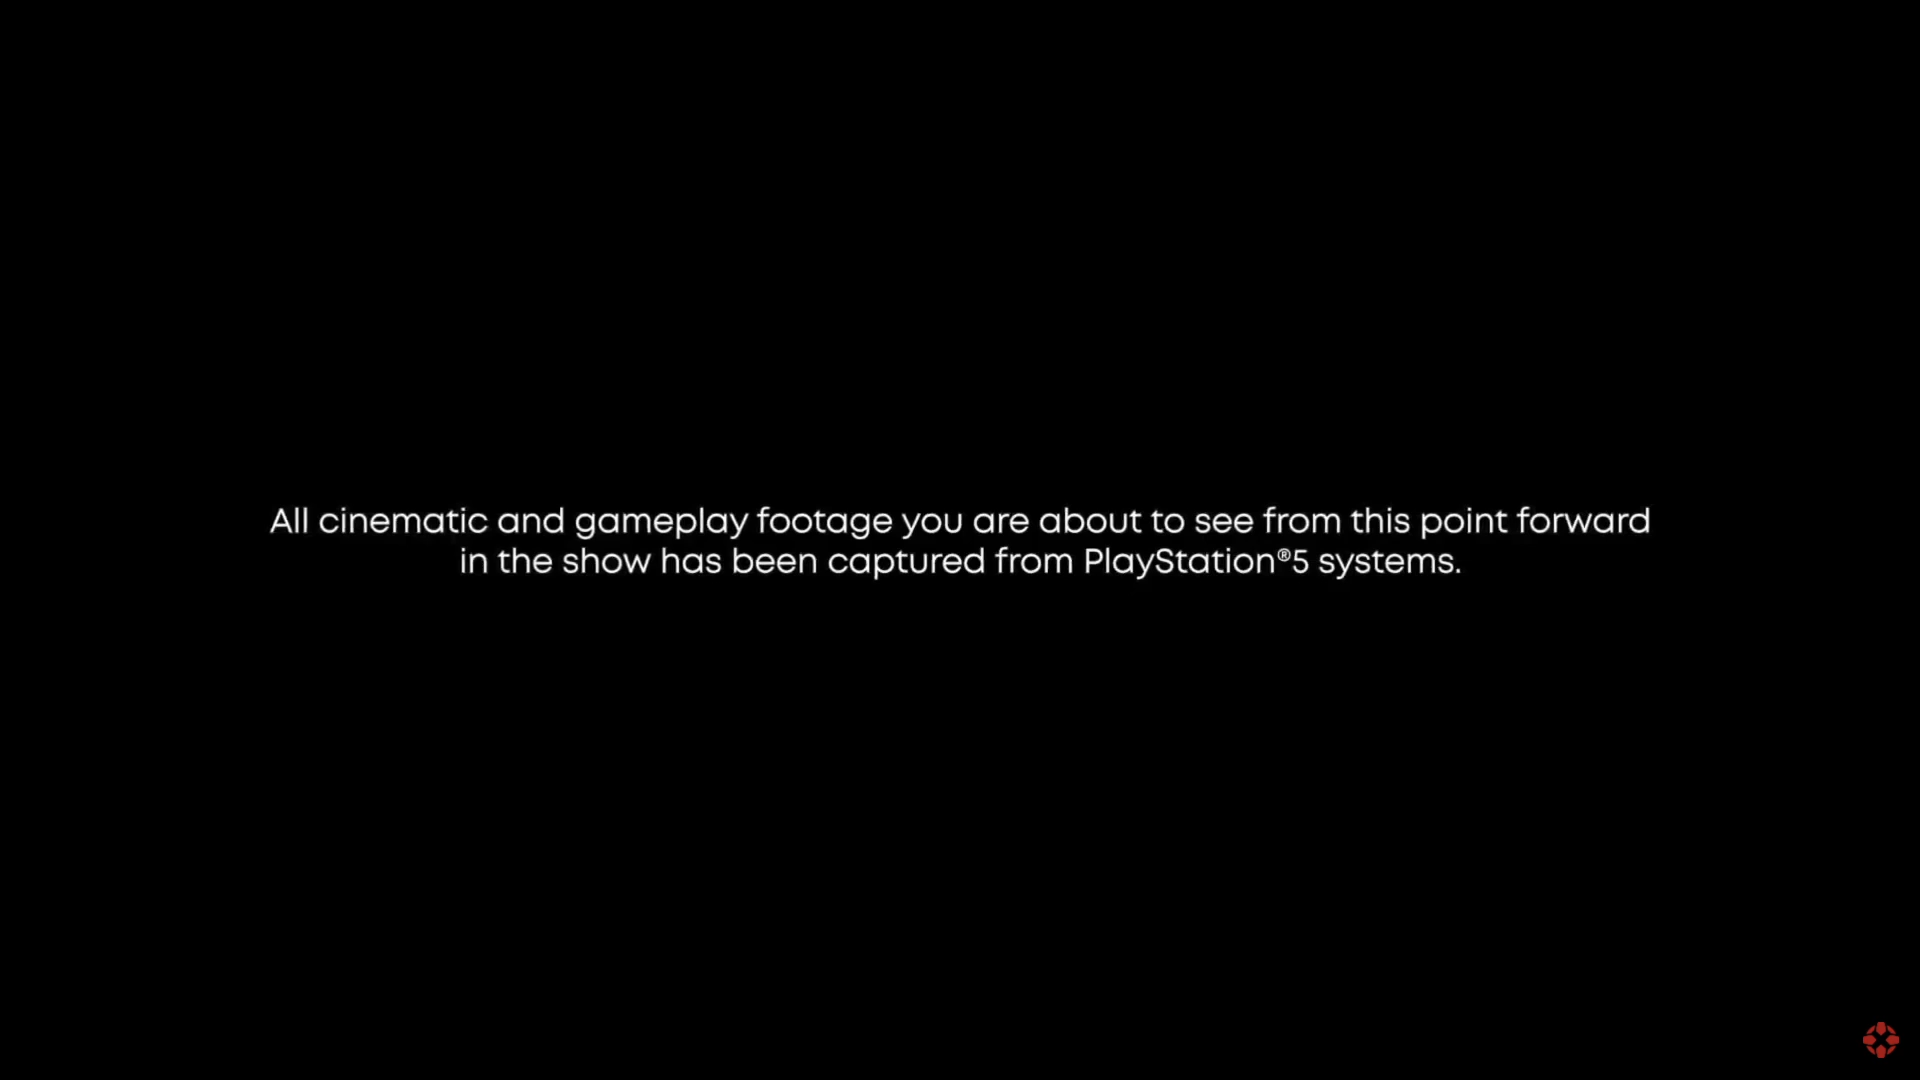 All cinematic and gameplay footage you are about to see from this point forward
in the show has been captured from PlayStation®5 systems.